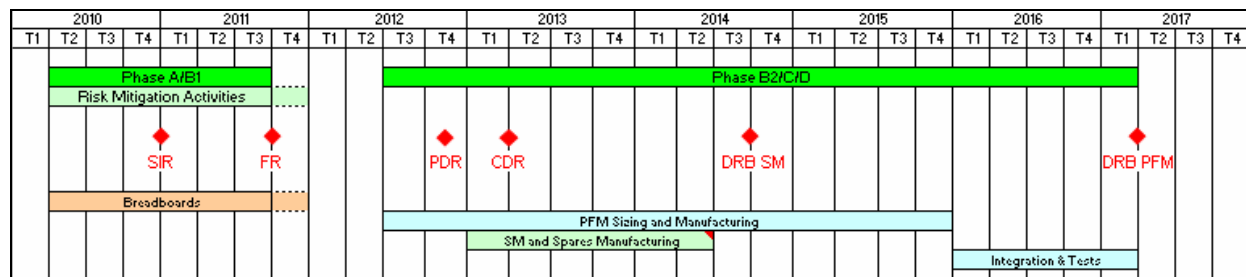 2010 2011 2012 2013 2014 2015 2016 2017
T1 T2 T3 T4 T1 T2 T3 T4 T1 T2 T3 T4 T1 T2 T3 T4 T1 T2 T3 T4 T1 T2 T3 T4 T1 T2 T3 T4 T1 T2 T3 T4
Phase A/B1 Phase B2/C/D
Risk Mitigation Activities
SIR FR PDR CDR DRB SM DRB PFM
Breadboards
PFM Sizing and Manufacturing
SM and Spares Manufacturing
Integration & Tests